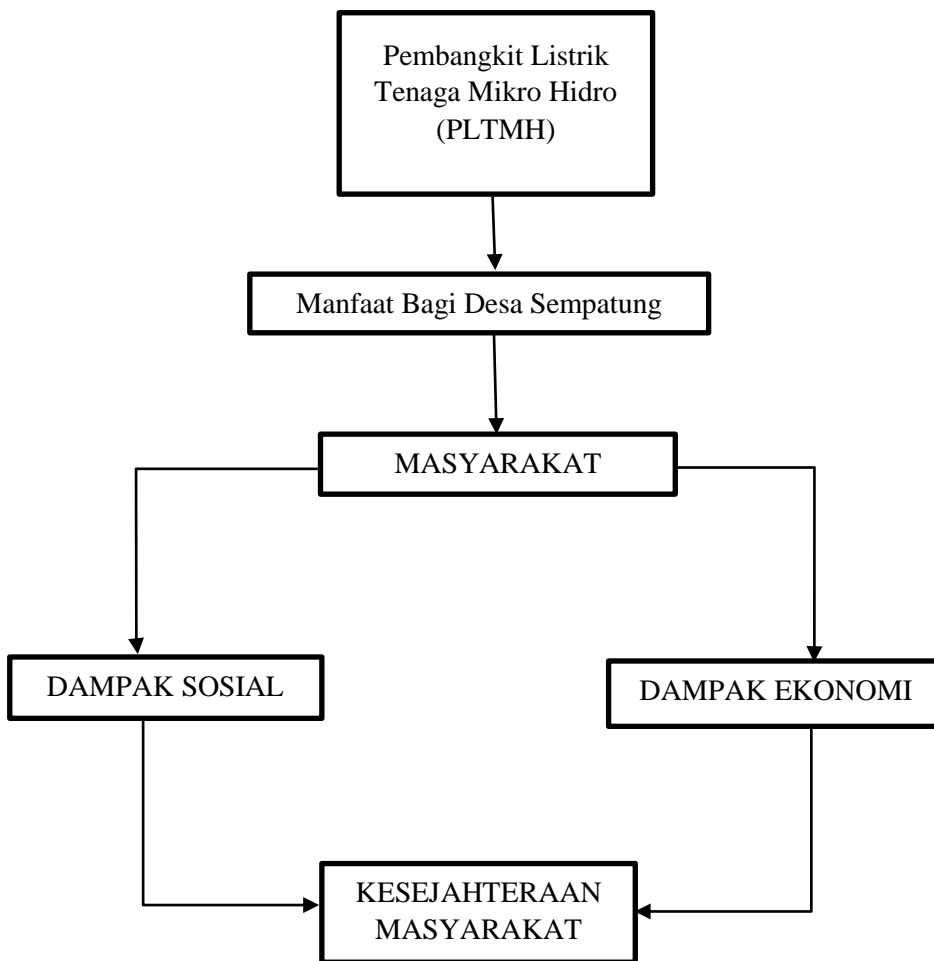 Pembangkit Listrik
Tenaga Mikro Hidro
(PLTMH)
Manfaat Bagi Desa Sempatung
MASYARAKAT
DAMPAK SOSIAL
DAMPAK EKONOMI
KESEJAHTERAAN
MASYARAKAT